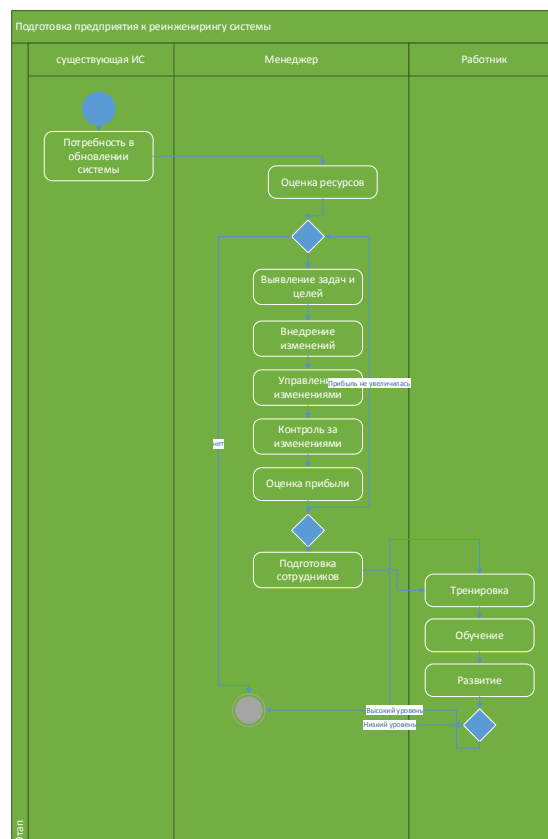 Подготовка предприятия к реинженирингу системы
существующая ИС
Менеджер
Работник
Потребность в
обновлении
системы
Оценка ресурсов
Выявление задач и
целей
Внедрение
изменений
Управлени
изменениями
Прибыль не увеличилась
Контроль за
изменениями
нет
Оценка прибыли
Подготовка
сотрудников
Тренировка
Обучение
Развитие
Высокий уровень
Низкий уровень
Этап